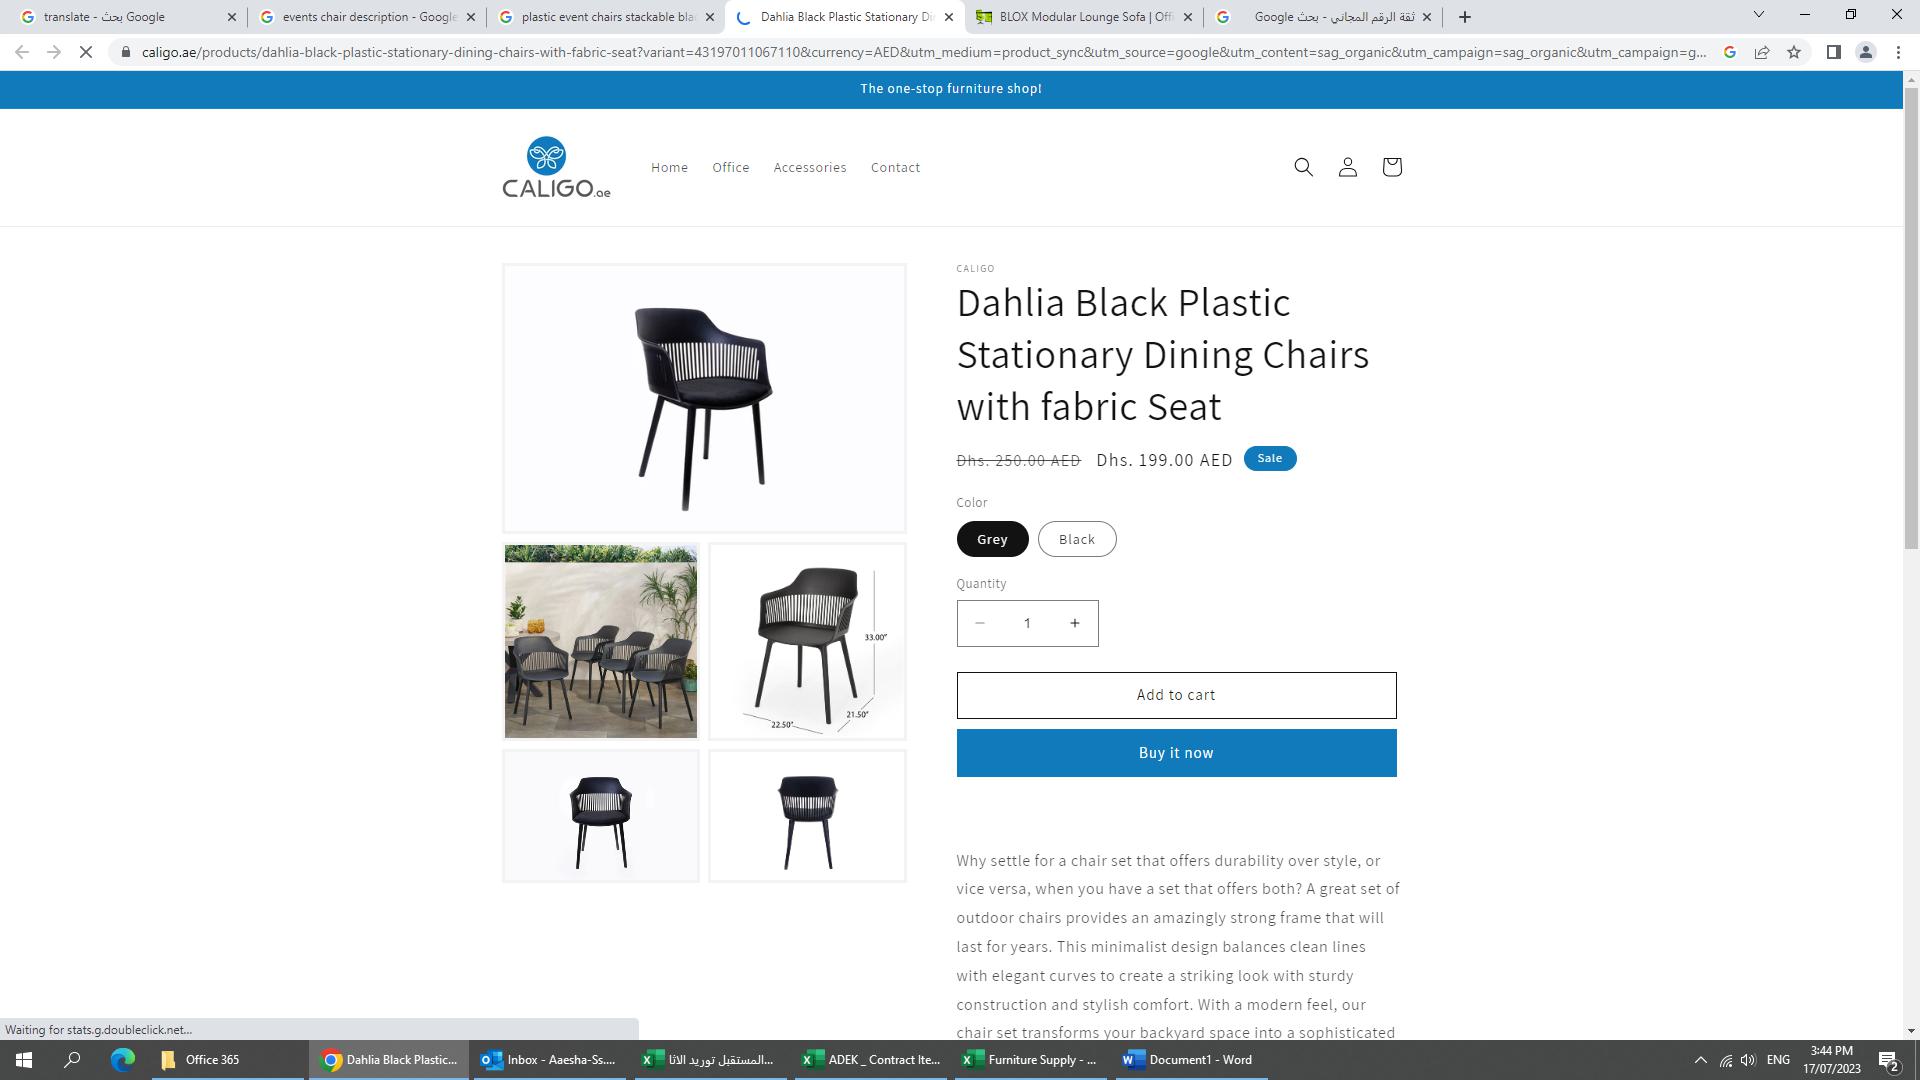 translate - بحث Google
events chair description - Google
plastic event chairs stackable bla
Dahlia Black Plastic Stationary Di
BLOX Modular Lounge Sofa | Offi
ثقة الرقم المجاني - بحث Google
caligo.ae/products/dahlia-black-plastic-stationary-dining-chairs-with-fabric-seat?variant=43197011067110&currency=AED&utm_medium=product_sync&utm_source=google&utm_content=sag_organic&utm_campaign=sag_organic&utm_campaign=g...
The one-stop furniture shop!
CALIGO.ae
Home
Office
Accessories
Contact
CALIGO
Dahlia Black Plastic
Stationary Dining Chairs
with fabric Seat
Dhs. 250.00 AED
Dhs. 199.00 AED
Sale
Color
Grey
Black
Quantity
1
33.00"
21.50"
22.50"
Add to cart
Buy it now
Why settle for a chair set that offers durability over style, or
vice versa, when you have a set that offers both? A great set of
outdoor chairs provides an amazingly strong frame that will
last for years. This minimalist design balances clean lines
with elegant curves to create a striking look with sturdy
construction and stylish comfort. With a modern feel, our
chair set transforms your backyard space into a sophisticated
Waiting for stats.g.doubleclick.net...
Office 365
Dahlia Black Plastic...
Inbox - Aaesha-Ss....
المستقبل توريد الاثا...
ADEK _ Contract Ite...
Furniture Supply - ...
Document1 - Word
ENG
3:44 PM
17/07/2023
2